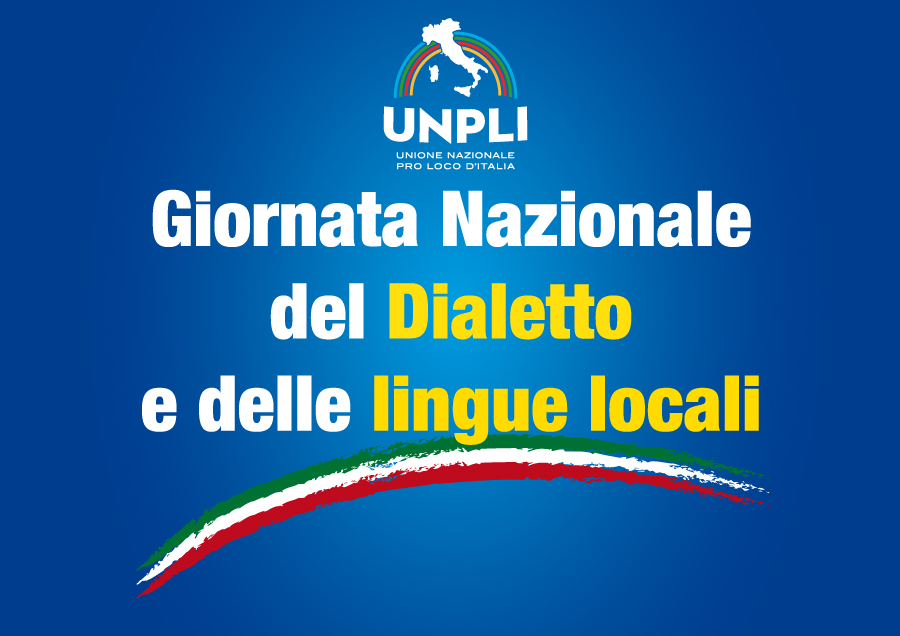 UNPLI
UNIONE NAZIONALE
PRO LOCO D'ITALIA
Giornata Nazionale
del Dialetto
e delle lingue locali